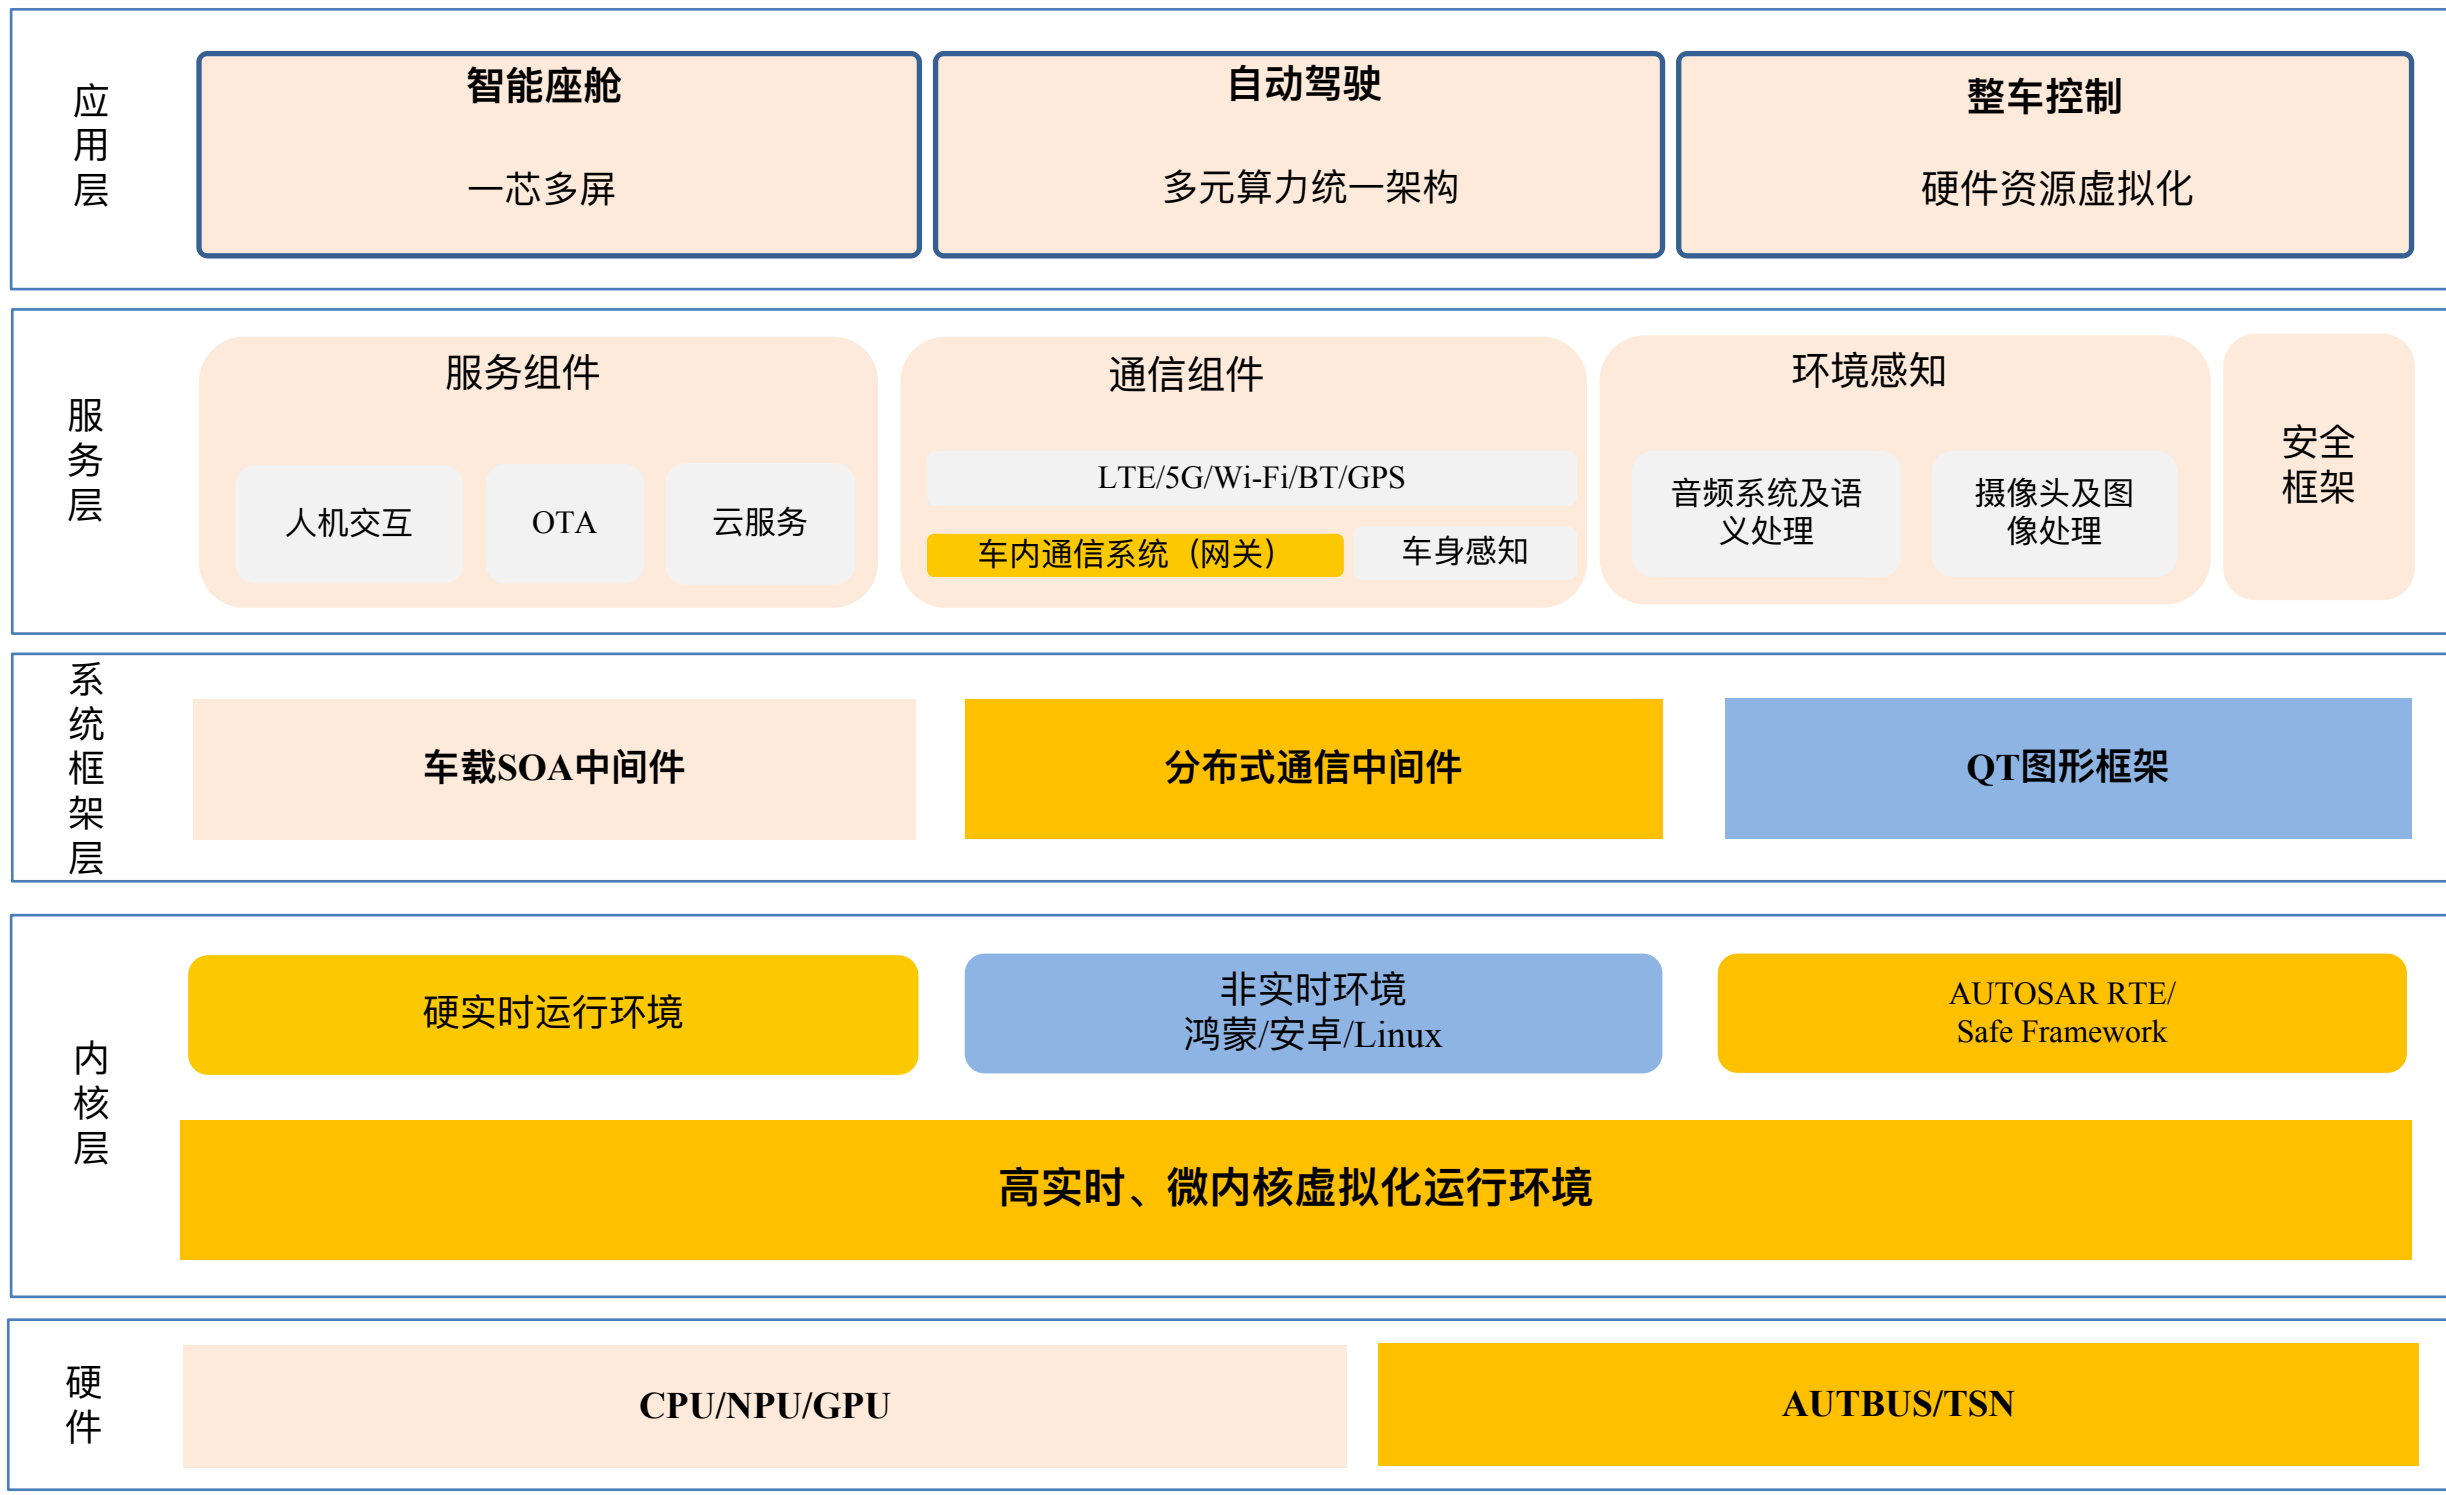 应用层
智能座舱
一芯多屏
自动驾驶
多元算力统一架构
整车控制
硬件资源虚拟化
服务层
服务组件
人机交互
OTA
云服务
通信组件
LTE/5G/Wi-Fi/BT/GPS
车内通信系统（网关）
车身感知
环境感知
音频系统及语
义处理
摄像头及图
像处理
安全
框架
系统框架层
车载SOA中间件
分布式通信中间件
QT图形框架
内核层
硬实时运行环境
非实时环境
鸿蒙/安卓/Linux
AUTOSAR RTE/
Safe Framework
高实时、微内核虚拟化运行环境
硬件
CPU/NPU/GPU
AUTBUS/TSN